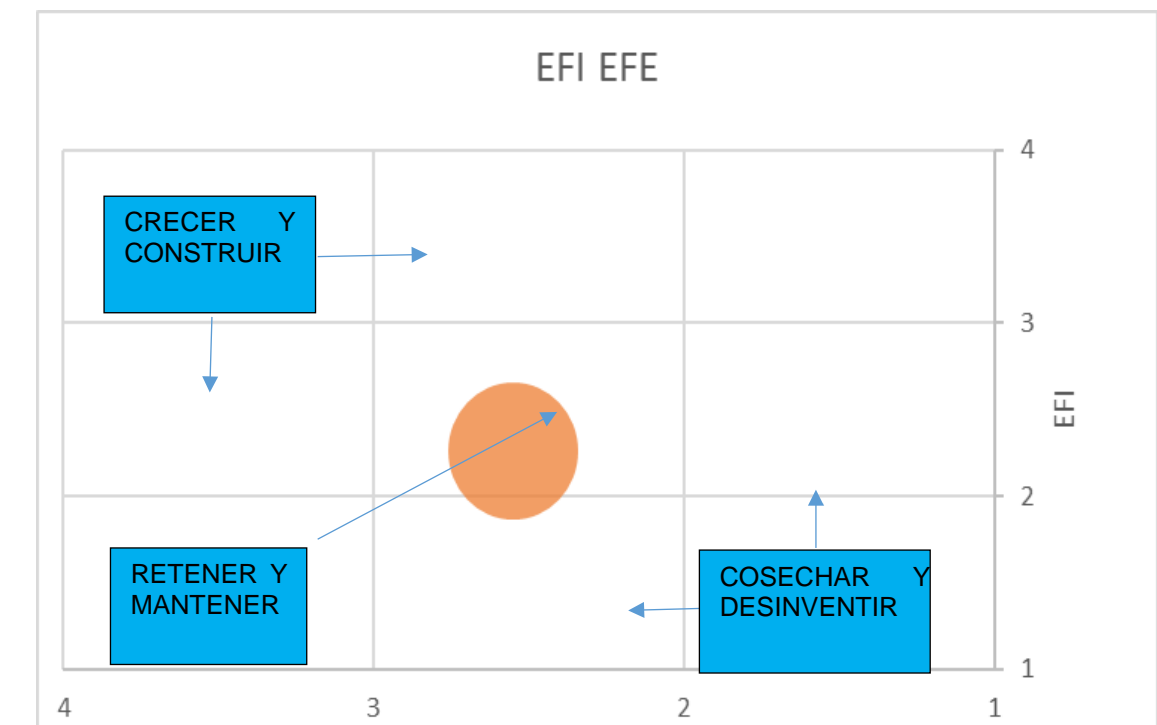 EFI EFE
4
CRECER Y
CONSTRUIR
3
EFI
2
RETENER Y
MANTENER
COSECHAR Y
DESINVENTIR
1
4 3 2 1